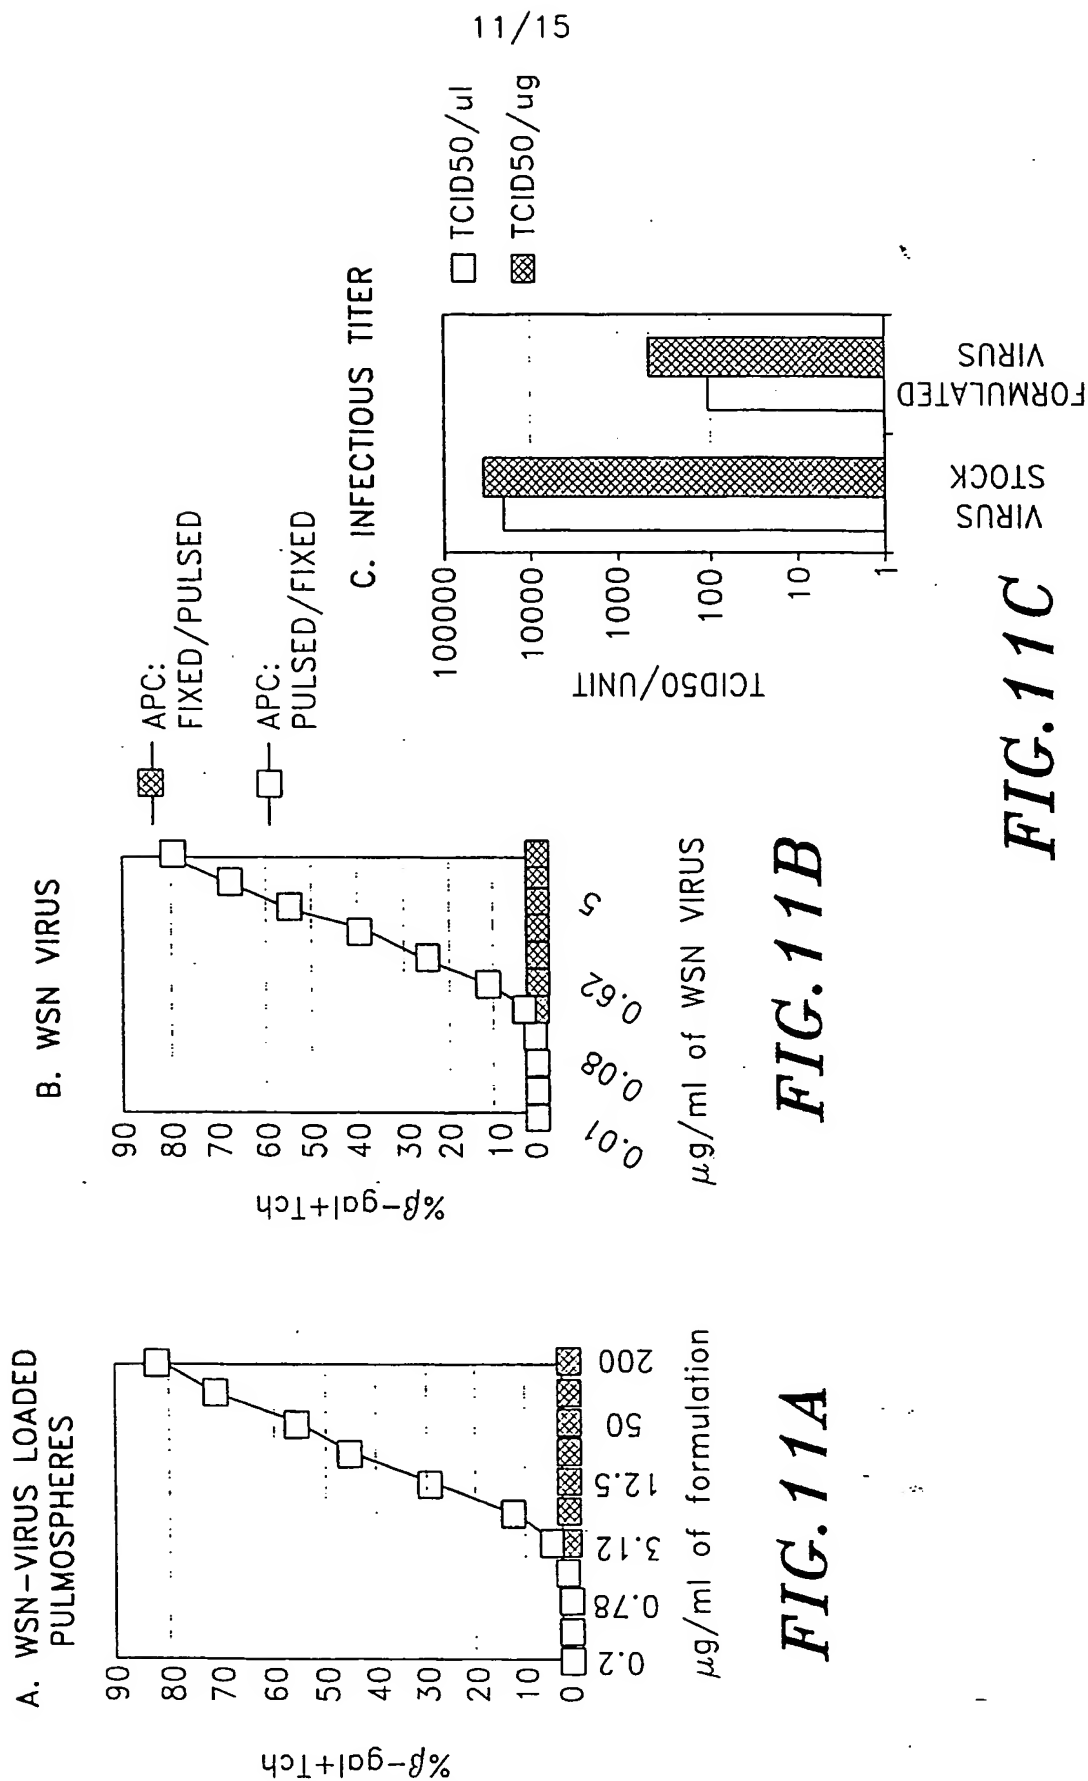 11/15
A. WSN-VIRUS LOADED
PULMOSPHERES
%β-gal+Tch
90
80
70
60
50
40
30
20
10
0
0.2
0.78
3.12
12.5
50
200
μg/ml of formulation
FIG. 11A
B. WSN VIRUS
%β-gal+Tch
90
80
70
60
50
40
30
20
10
0
0.01
0.08
0.62
5
μg/ml of WSN VIRUS
APC:
FIXED/PULSED
APC:
PULSED/FIXED
FIG. 11B
C. INFECTIOUS TITER
TCID50/UNIT
100000
10000
1000
100
10
1
VIRUS
STOCK
FORMULATED
VIRUS
TCID50/ul
TCID50/ug
FIG. 11C